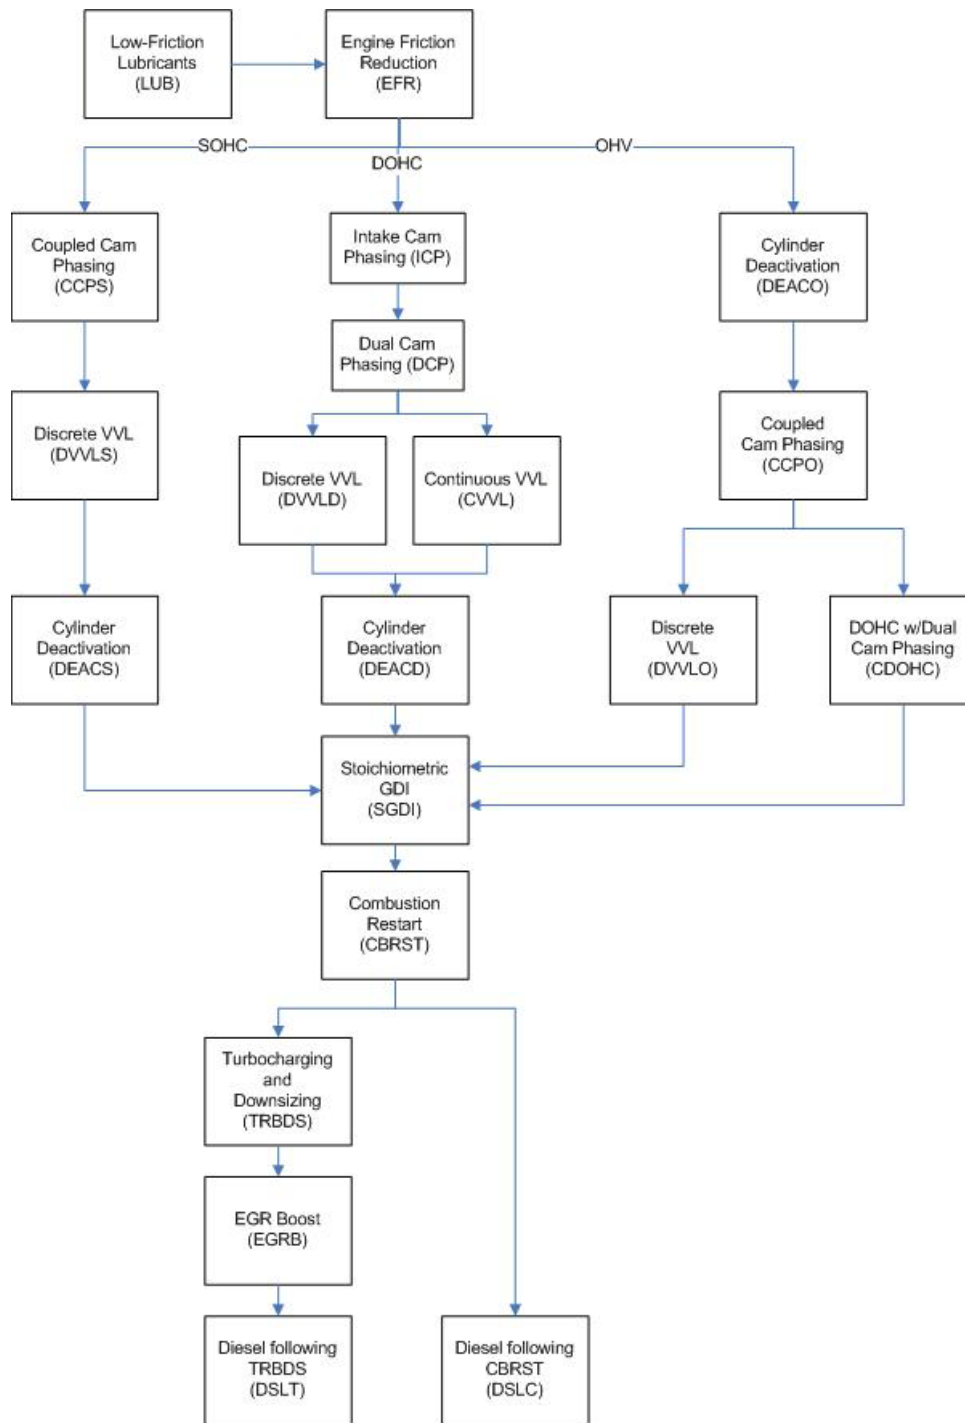 Low-Friction
Lubricants
(LUB)
Engine Friction
Reduction
(EFR)
SOHC
DOHC
OHV
Coupled Cam
Phasing
(CCPS)
Intake Cam
Phasing (ICP)
Cylinder
Deactivation
(DEACO)
Dual Cam
Phasing (DCP)
Discrete VVL
(DVVLS)
Discrete VVL
(DVVLD)
Continuous VVL
(CVVL)
Coupled
Cam Phasing
(CCPO)
Cylinder
Deactivation
(DEACS)
Cylinder
Deactivation
(DEACD)
Discrete
VVL
(DVVLO)
DOHC w/Dual
Cam Phasing
(CDOHC)
Stoichiometric
GDI
(SGDI)
Combustion
Restart
(CBRST)
Turbocharging
and
Downsizing
(TRBDS)
EGR Boost
(EGRB)
Diesel following
TRBDS
(DSLT)
Diesel following
CBRST
(DSLC)